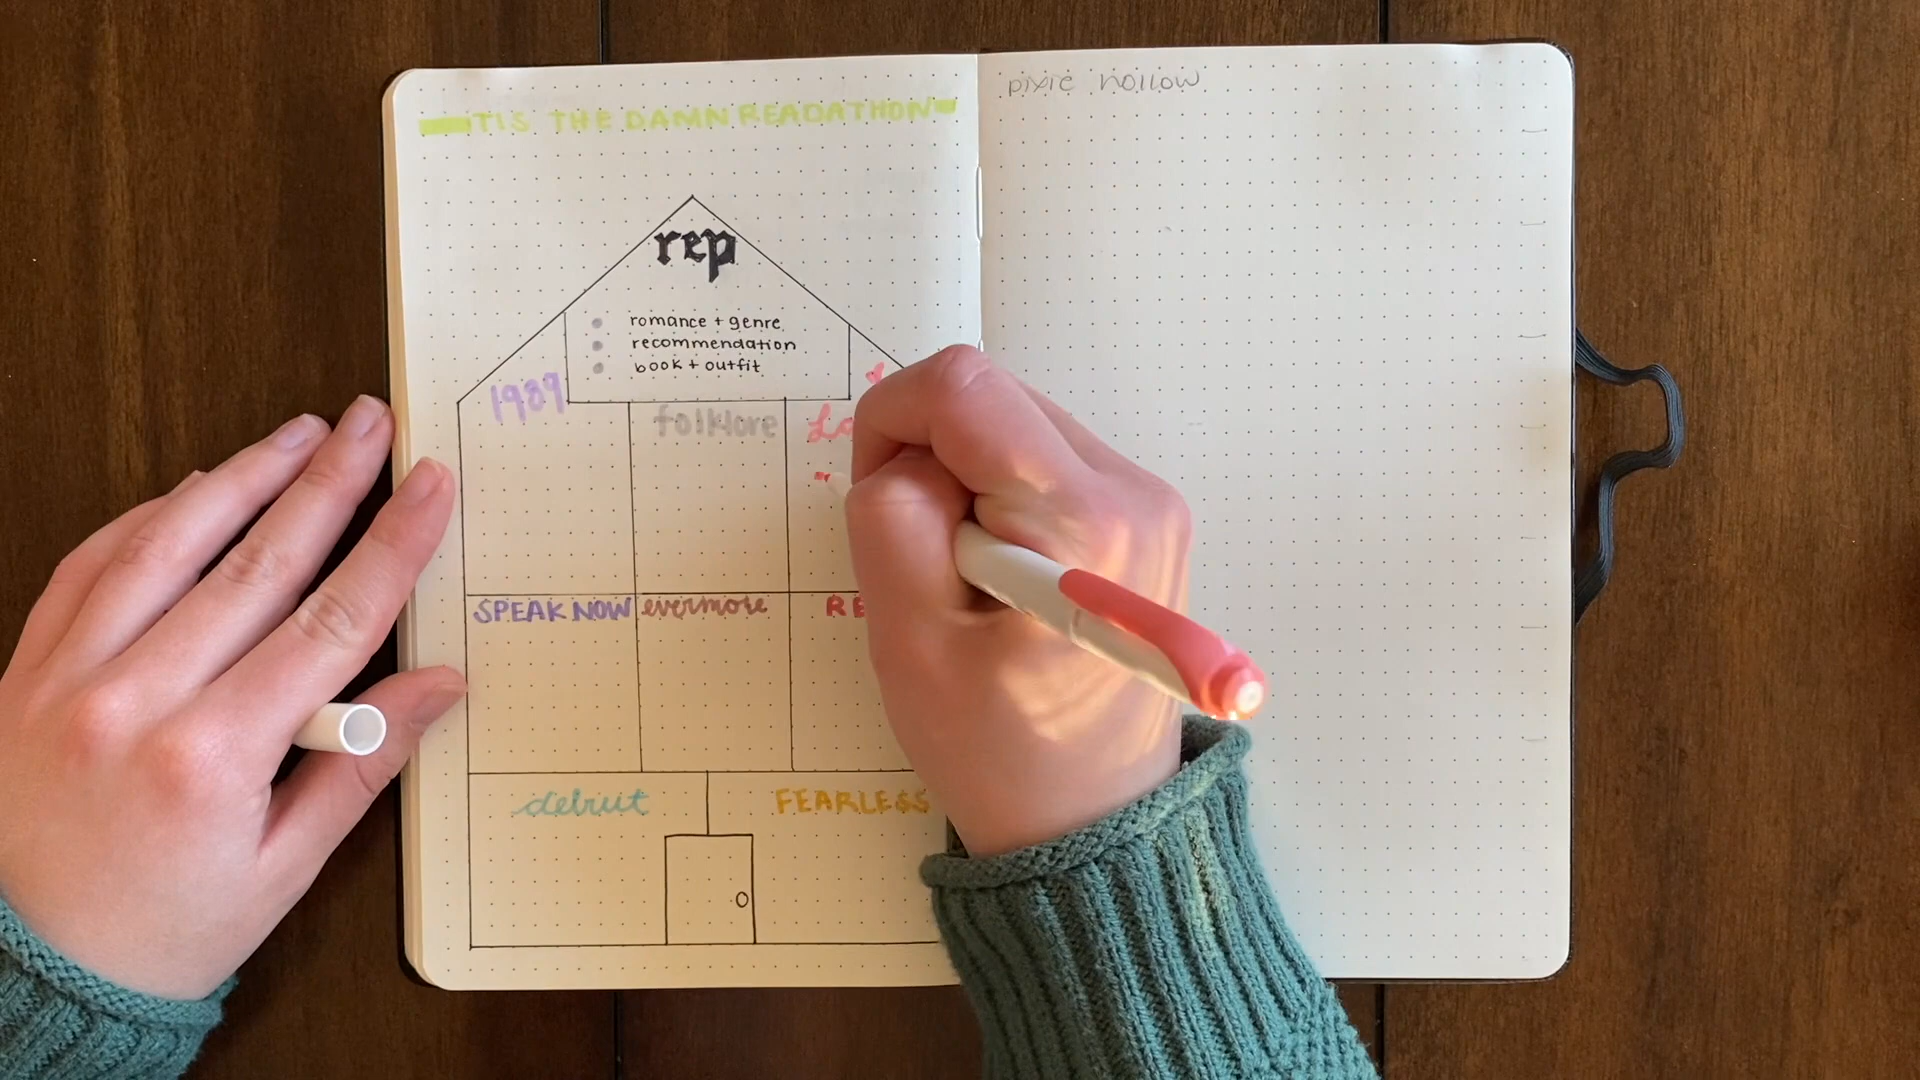 TIS THE DAMN READATHON
pixie hollow
rep
romance + genre
recommendation
book + outfit
1989
folklore
SPEAK NOW
evermore
debut
FEARLESS